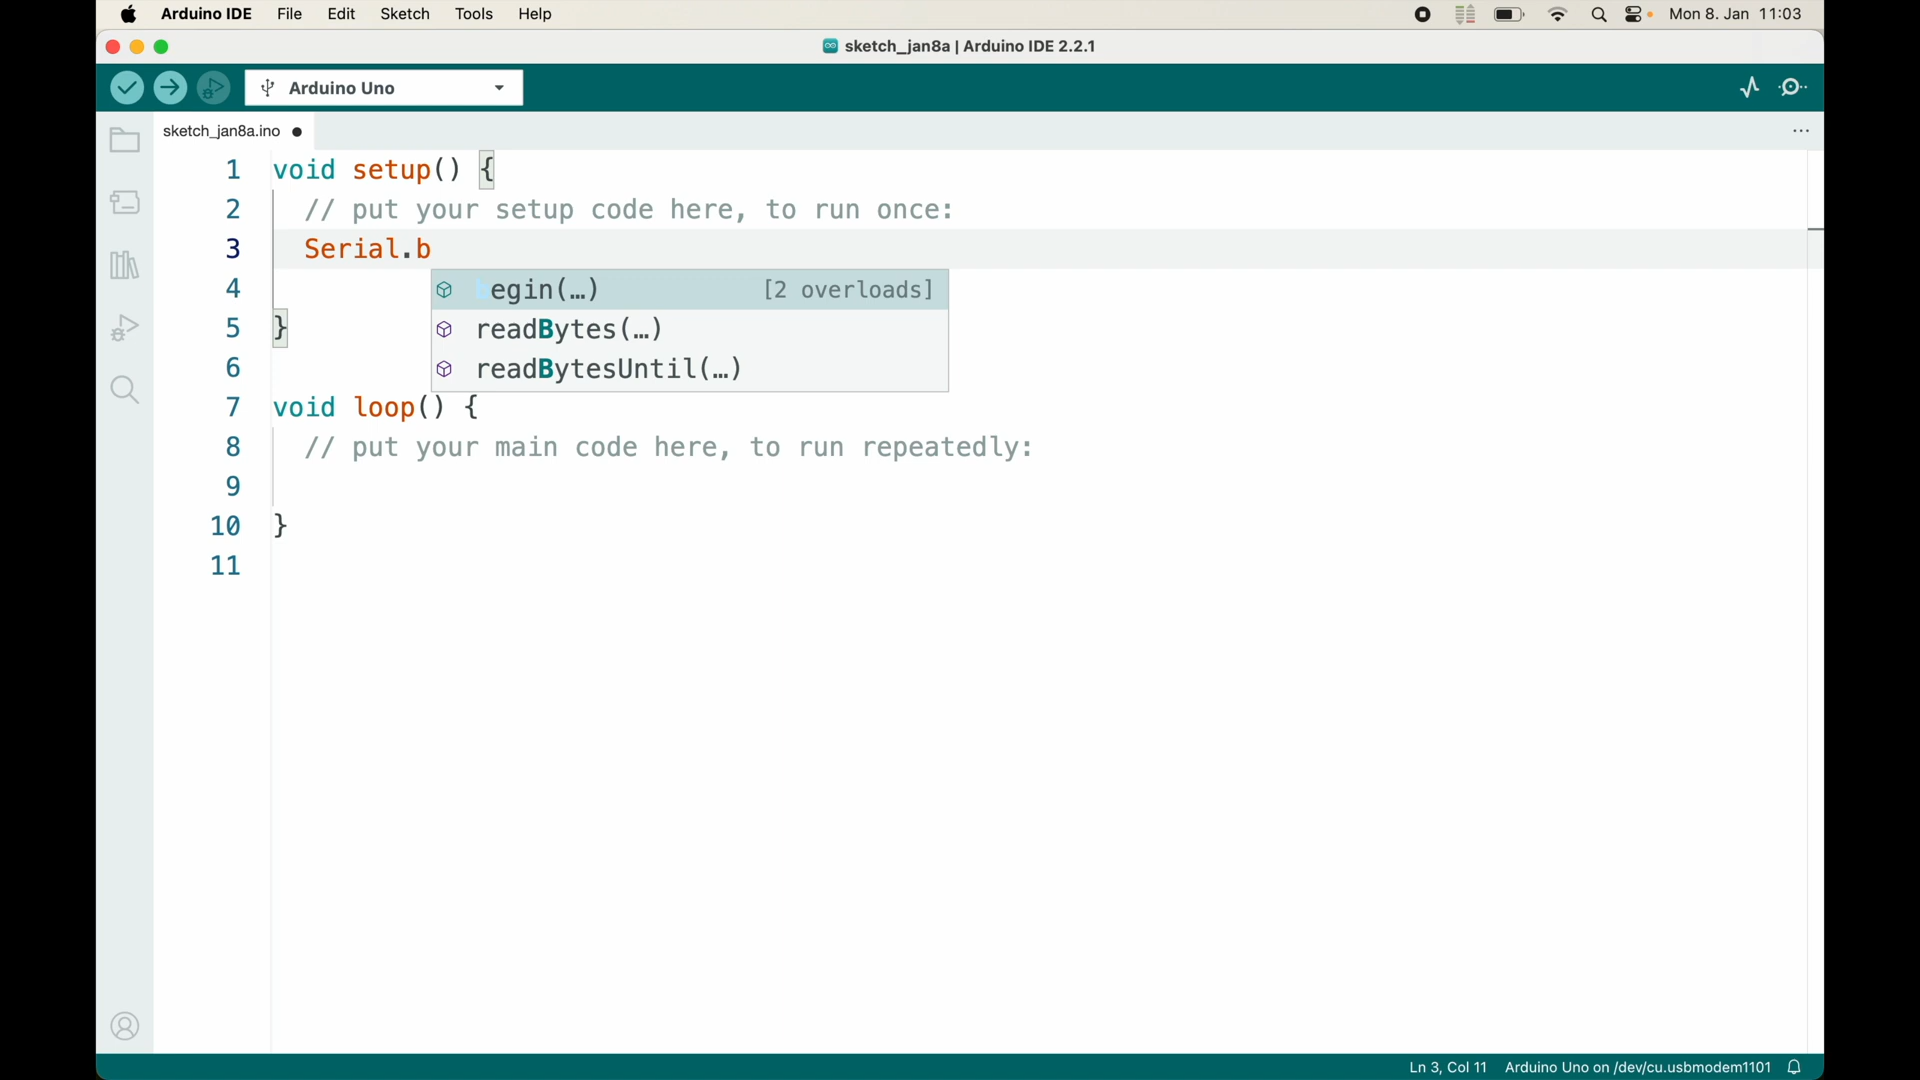 Arduino IDE File Edit Sketch Tools Help Mon 8. Jan 11:03
sketch_jan8a | Arduino IDE 2.2.1
Arduino Uno
sketch_jan8a.ino
1 void setup() {
2 // put your setup code here, to run once:
3 Serial.b
4 begin(…) [2 overloads]
5 } readBytes(…)
6 readBytesUntil(…)
7 void loop() {
8 // put your main code here, to run repeatedly:
9
10 }
11
Ln 3, Col 11 Arduino Uno on /dev/cu.usbmodem1101